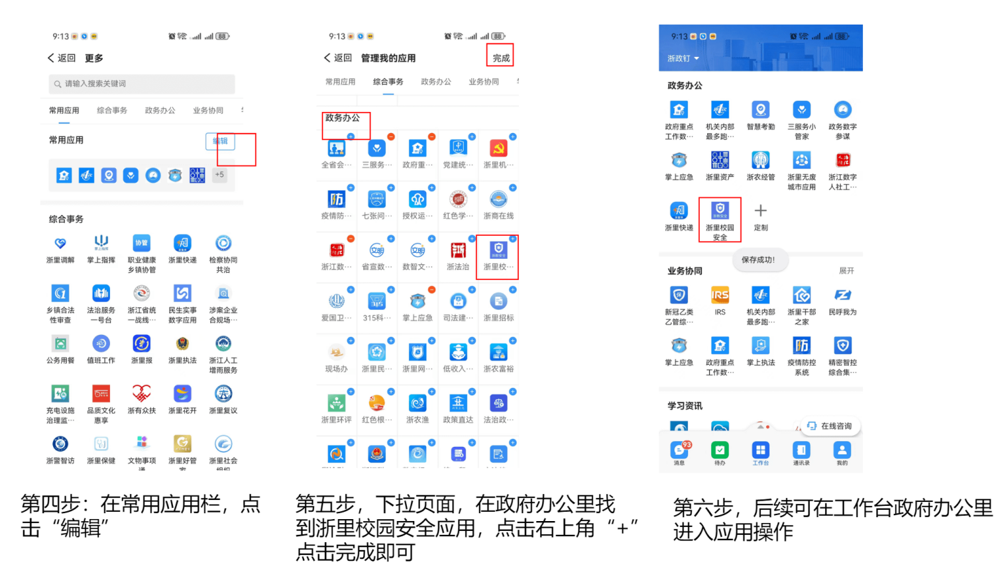 9:13
88
返回 更多
请输入搜索关键词
常用应用 综合事务 政务办公 业务协同
常用应用
编辑
+5
综合事务
浙里调解 掌上指挥 职业健康 浙里快递 检察协同
乡镇协管 共治
乡镇合法 法治服务 浙江省统 民生实事 涉案企业
性审查 一号台 一战线… 数字应用 合规场…
公务用餐 值班工作 浙里报 浙里执法 浙江人工
增雨服务
充电设施 品质文化 浙有众扶 浙里花开 浙里复议
治理监… 惠享
浙警智访 浙里保健 文物事项 浙里好管 浙里社会
第四步：在常用应用栏，点
击“编辑”
9:13
88
返回 管理我的应用 完成
常用应用 综合事务 政务办公 业务协同
政务办公
全省会… 三服务… 政府重… 党建统… 浙里机…
防
疫情防… 七张问… 授权运… 红色学… 浙商在线
文明 文明 浙教安全
浙江数… 省宣数… 数智文… 浙法治 浙里校…
315
爱国卫… 315科… 掌上应急 司法建… 浙里招标
现场办 浙里民… 浙里网… 低收入… 浙农富裕
浙里环评 红色根… 浙农渔 政策直达 法治政…
第五步，下拉页面，在政府办公里找
到浙里校园安全应用，点击右上角“+”
点击完成即可
9:13
88
浙政钉
政务办公
政府重点 机关内部 智慧考勤 三服务小 政务数字
工作数… 最多跑… 管家 参谋
掌上应急 浙里资产 浙农经管 浙里无废 浙江数字
城市应用 人社工…
浙教安全
浙里快递 浙里校园 定制
安全
保存成功!
业务协同 展开
IRS
新冠乙类 IRS 机关内部 浙里干部 民呼我为
乙管综… 最多跑… 之家
防
掌上应急 政府重点 掌上执法 疫情防控 精密智控
工作数… 系统 综合集…
学习资讯
在线咨询
93
消息 待办 工作台 通讯录 我的
第六步，后续可在工作台政府办公里
进入应用操作